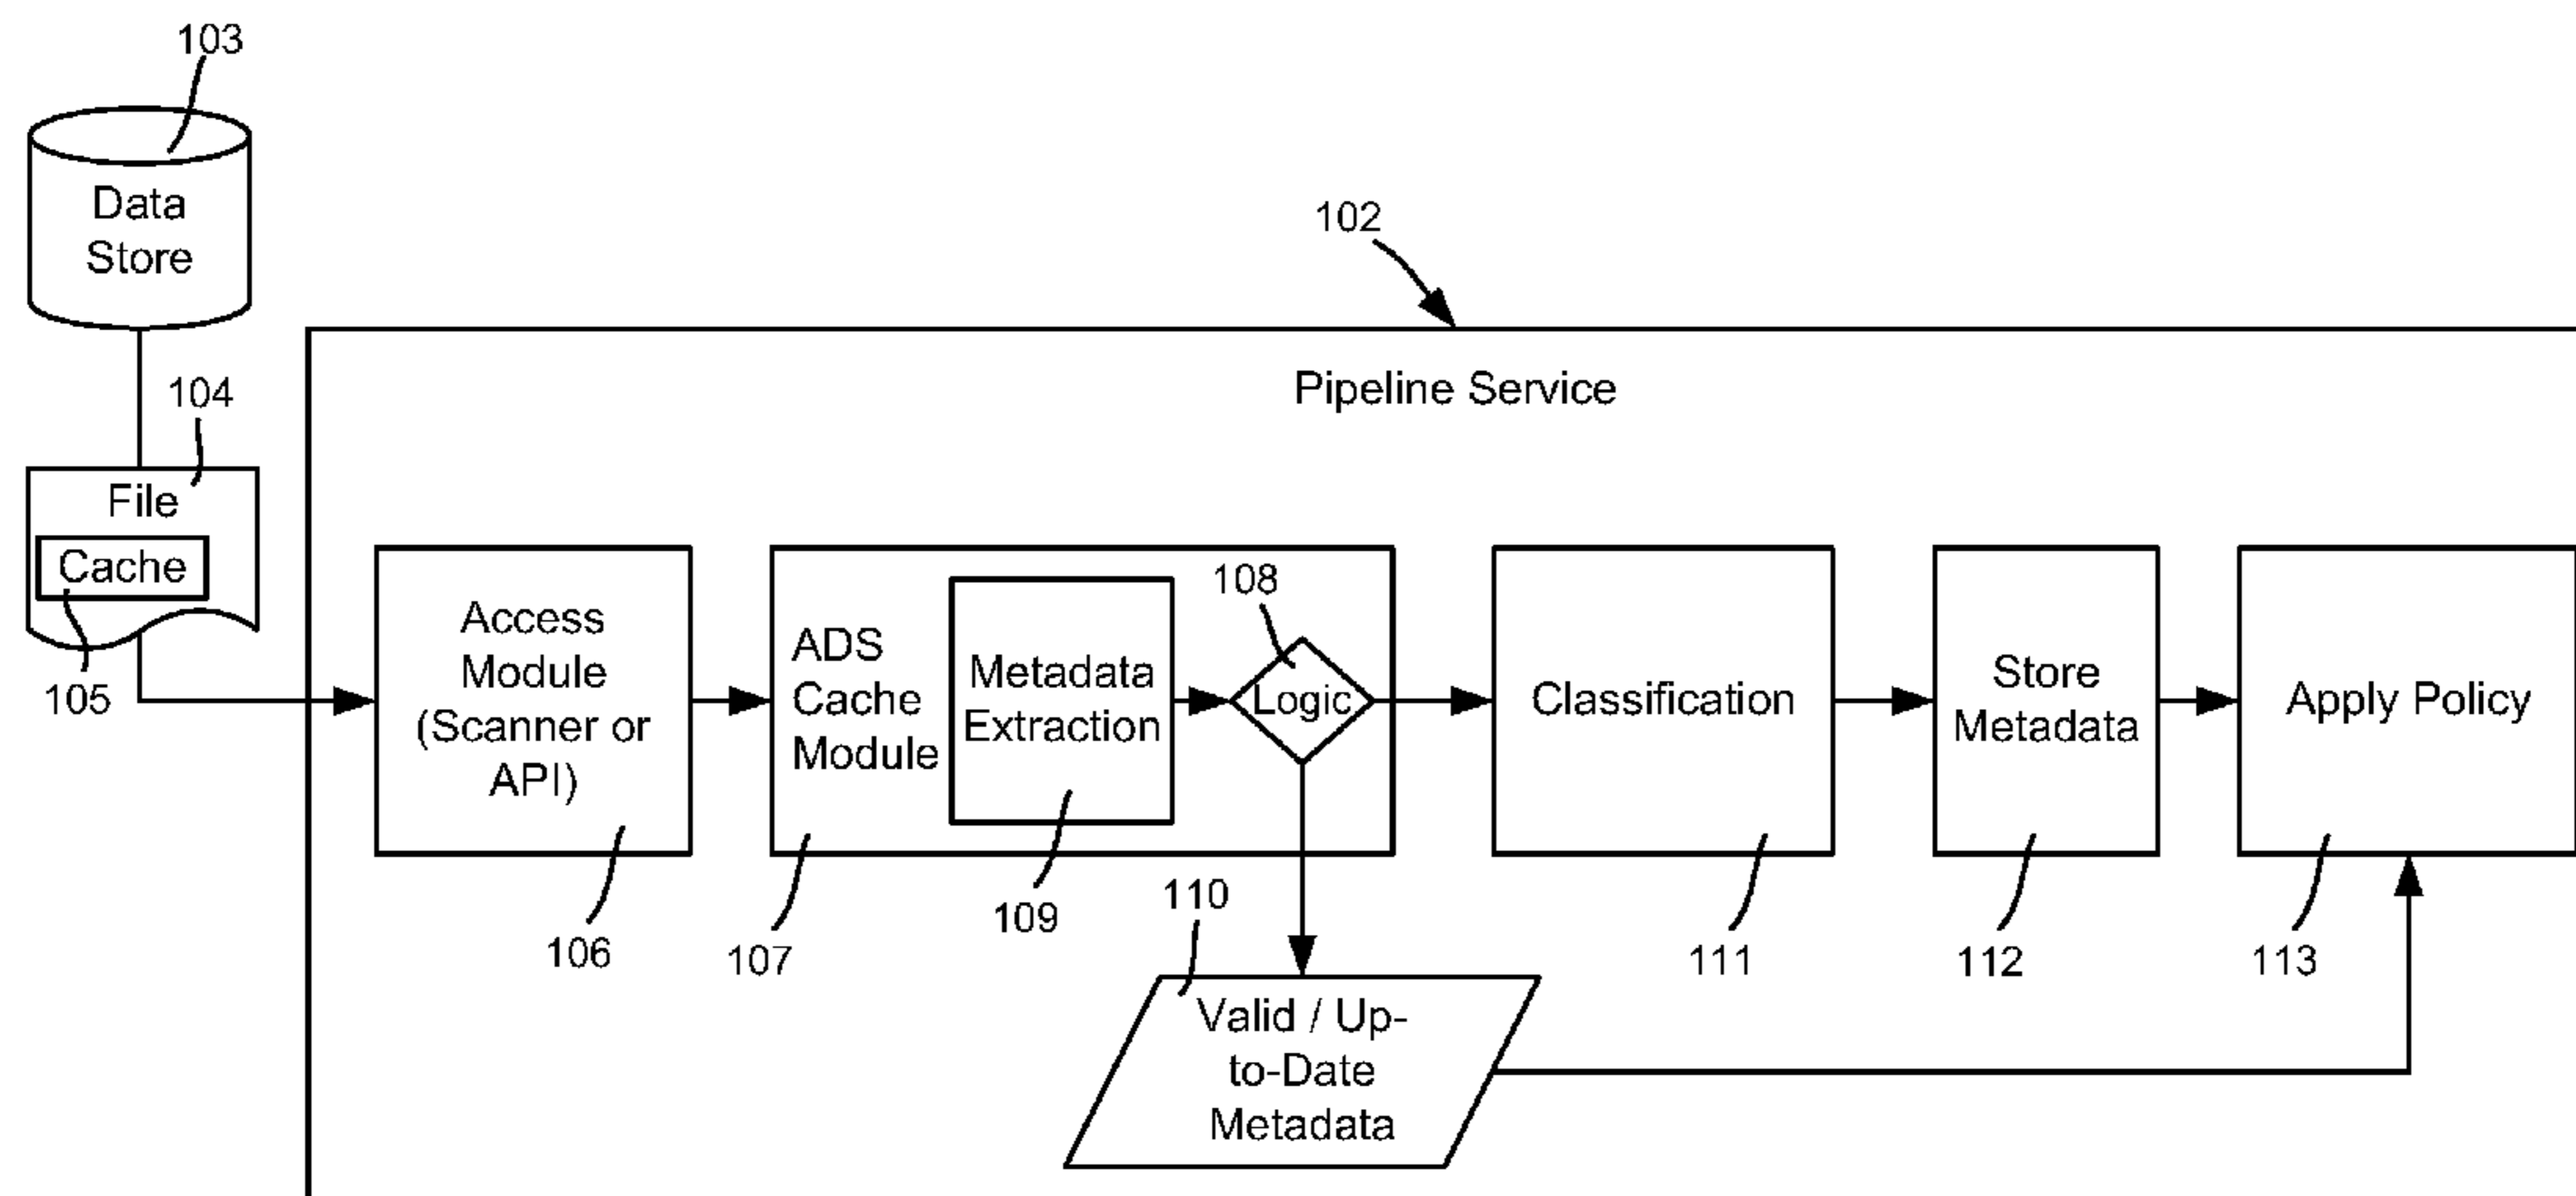 103
Data
Store
102
Pipeline Service
104
File
Cache
105
Access
Module
(Scanner or
API)
106
ADS
Cache
Module
107
Metadata
Extraction
109
108
Logic
110
Valid / Up-
to-Date
Metadata
Classification
111
Store
Metadata
112
Apply Policy
113